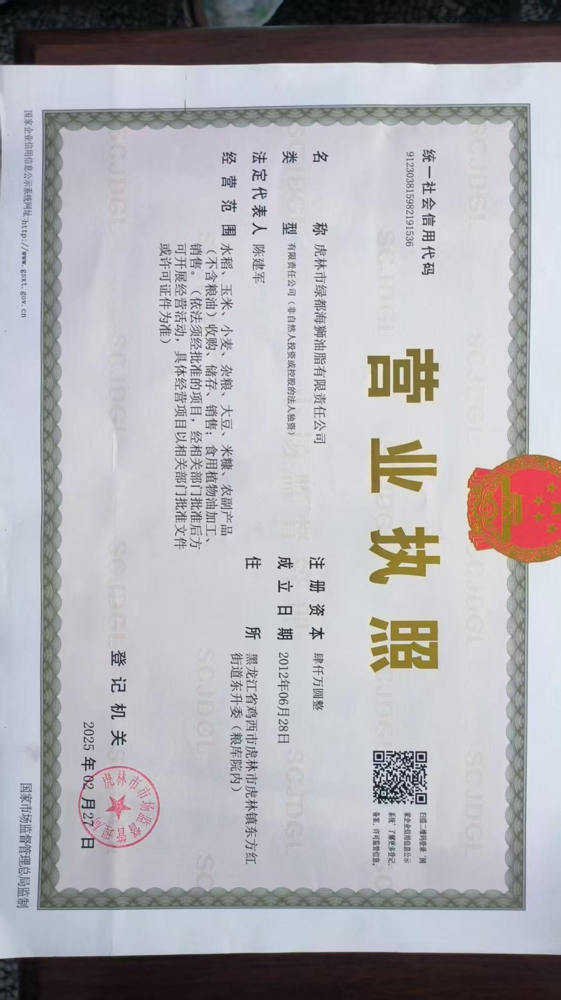 统一社会信用代码
912303815982191536
营业执照
扫描二维码登录‘国
家企业信用信息公示
系统’了解更多登记、
备案、许可监管信息。
名称 虎林市绿都海狮油脂有限责任公司
类型 有限责任公司（非自然人投资或控股的法人独资）
法定代表人 陈建军
经营范围 水稻、玉米、小麦、杂粮、大豆、米糠、农副产品
（不含粮油）收购、储存、销售；食用植物油加工、
销售。（依法须经批准的项目，经相关部门批准后方
可开展经营活动，具体经营项目以相关部门批准文件
或许可证件为准）
注册资本 肆仟万圆整
成立日期 2012年06月28日
住所 黑龙江省鸡西市虎林市虎林镇东方红
街道东升委（粮库院内）
登记机关
虎林市市场监督管理局
2025年02月27日
国家企业信用信息公示系统网址:http://www.gsxt.gov.cn
国家市场监督管理总局监制
SCJDGL